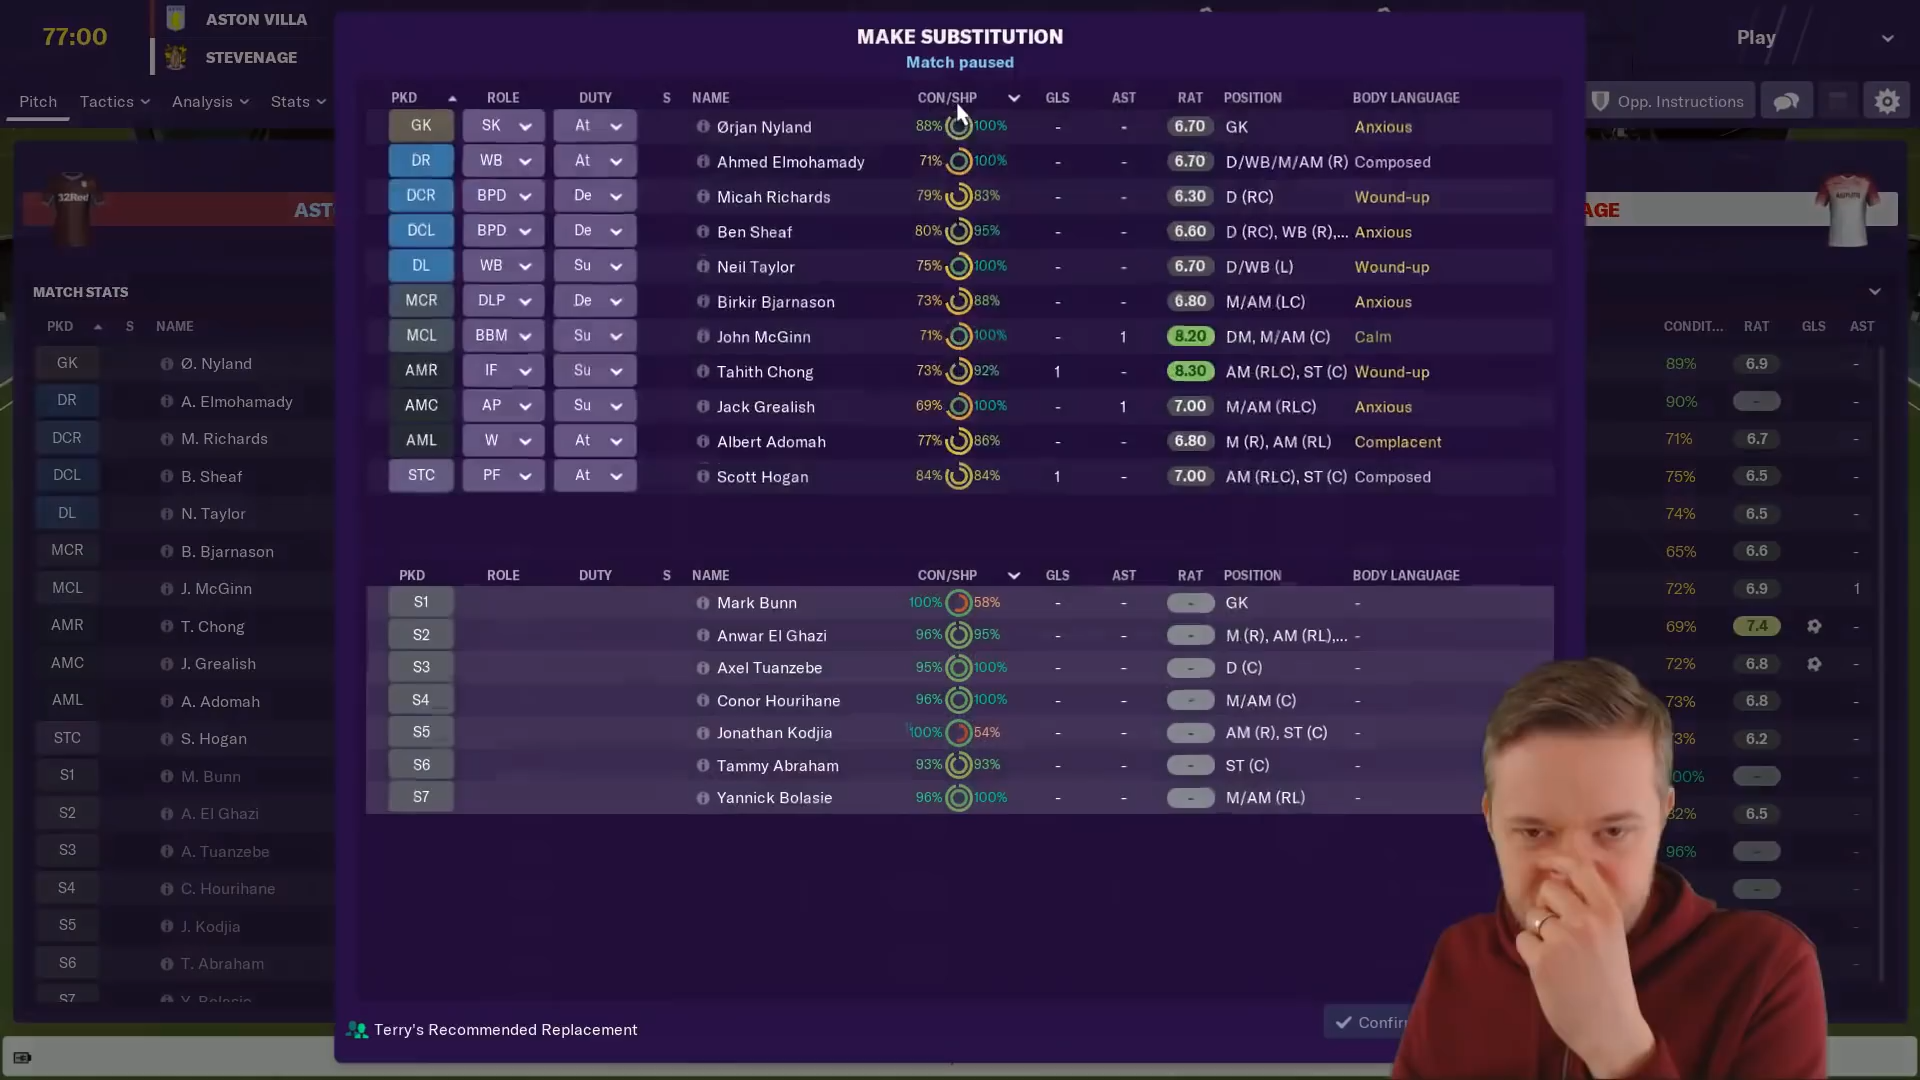 77:00
ASTON VILLA
STEVENAGE
Pitch Tactics Analysis Stats
MAKE SUBSTITUTION
Match paused
Play
Opp. Instructions
PKD ROLE DUTY S NAME CON/SHP GLS AST RAT POSITION BODY LANGUAGE
GK SK At Ørjan Nyland 88% 100% - - 6.70 GK Anxious
DR WB At Ahmed Elmohamady 71% 100% - - 6.70 D/WB/M/AM (R) Composed
DCR BPD De Micah Richards 79% 83% - - 6.30 D (RC) Wound-up
DCL BPD De Ben Sheaf 80% 95% - - 6.60 D (RC), WB (R),... Anxious
DL WB Su Neil Taylor 75% 100% - - 6.70 D/WB (L) Wound-up
MCR DLP De Birkir Bjarnason 73% 88% - - 6.80 M/AM (LC) Anxious
MCL BBM Su John McGinn 71% 100% - 1 8.20 DM, M/AM (C) Calm
AMR IF Su Tahith Chong 73% 92% 1 - 8.30 AM (RLC), ST (C) Wound-up
AMC AP Su Jack Grealish 69% 100% - 1 7.00 M/AM (RLC) Anxious
AML W At Albert Adomah 77% 86% - - 6.80 M (R), AM (RL) Complacent
STC PF At Scott Hogan 84% 84% 1 - 7.00 AM (RLC), ST (C) Composed
PKD ROLE DUTY S NAME CON/SHP GLS AST RAT POSITION BODY LANGUAGE
S1 Mark Bunn 100% 58% - - - GK -
S2 Anwar El Ghazi 96% 95% - - - M (R), AM (RL),... -
S3 Axel Tuanzebe 95% 100% - - - D (C) -
S4 Conor Hourihane 96% 100% - - - M/AM (C) -
S5 Jonathan Kodjia 100% 54% - - - AM (R), ST (C) -
S6 Tammy Abraham 93% 93% - - - ST (C) -
S7 Yannick Bolasie 96% 100% - - - M/AM (RL) -
Terry's Recommended Replacement
Confir
32Red
AST
MATCH STATS
PKD S NAME
GK Ø. Nyland
DR A. Elmohamady
DCR M. Richards
DCL B. Sheaf
DL N. Taylor
MCR B. Bjarnason
MCL J. McGinn
AMR T. Chong
AMC J. Grealish
AML A. Adomah
STC S. Hogan
S1 M. Bunn
S2 A. El Ghazi
S3 A. Tuanzebe
S4 C. Hourihane
S5 J. Kodjia
S6 T. Abraham
S7 Y. Bolasie
AGE
CONDIT... RAT GLS AST
89% 6.9 -
90% - -
71% 6.7 -
75% 6.5 -
74% 6.5 -
65% 6.6 -
72% 6.9 1
69% 7.4 -
72% 6.8 -
73% 6.8 -
73% 6.2 -
00% - -
82% 6.5 -
96% - -
- -
-
-